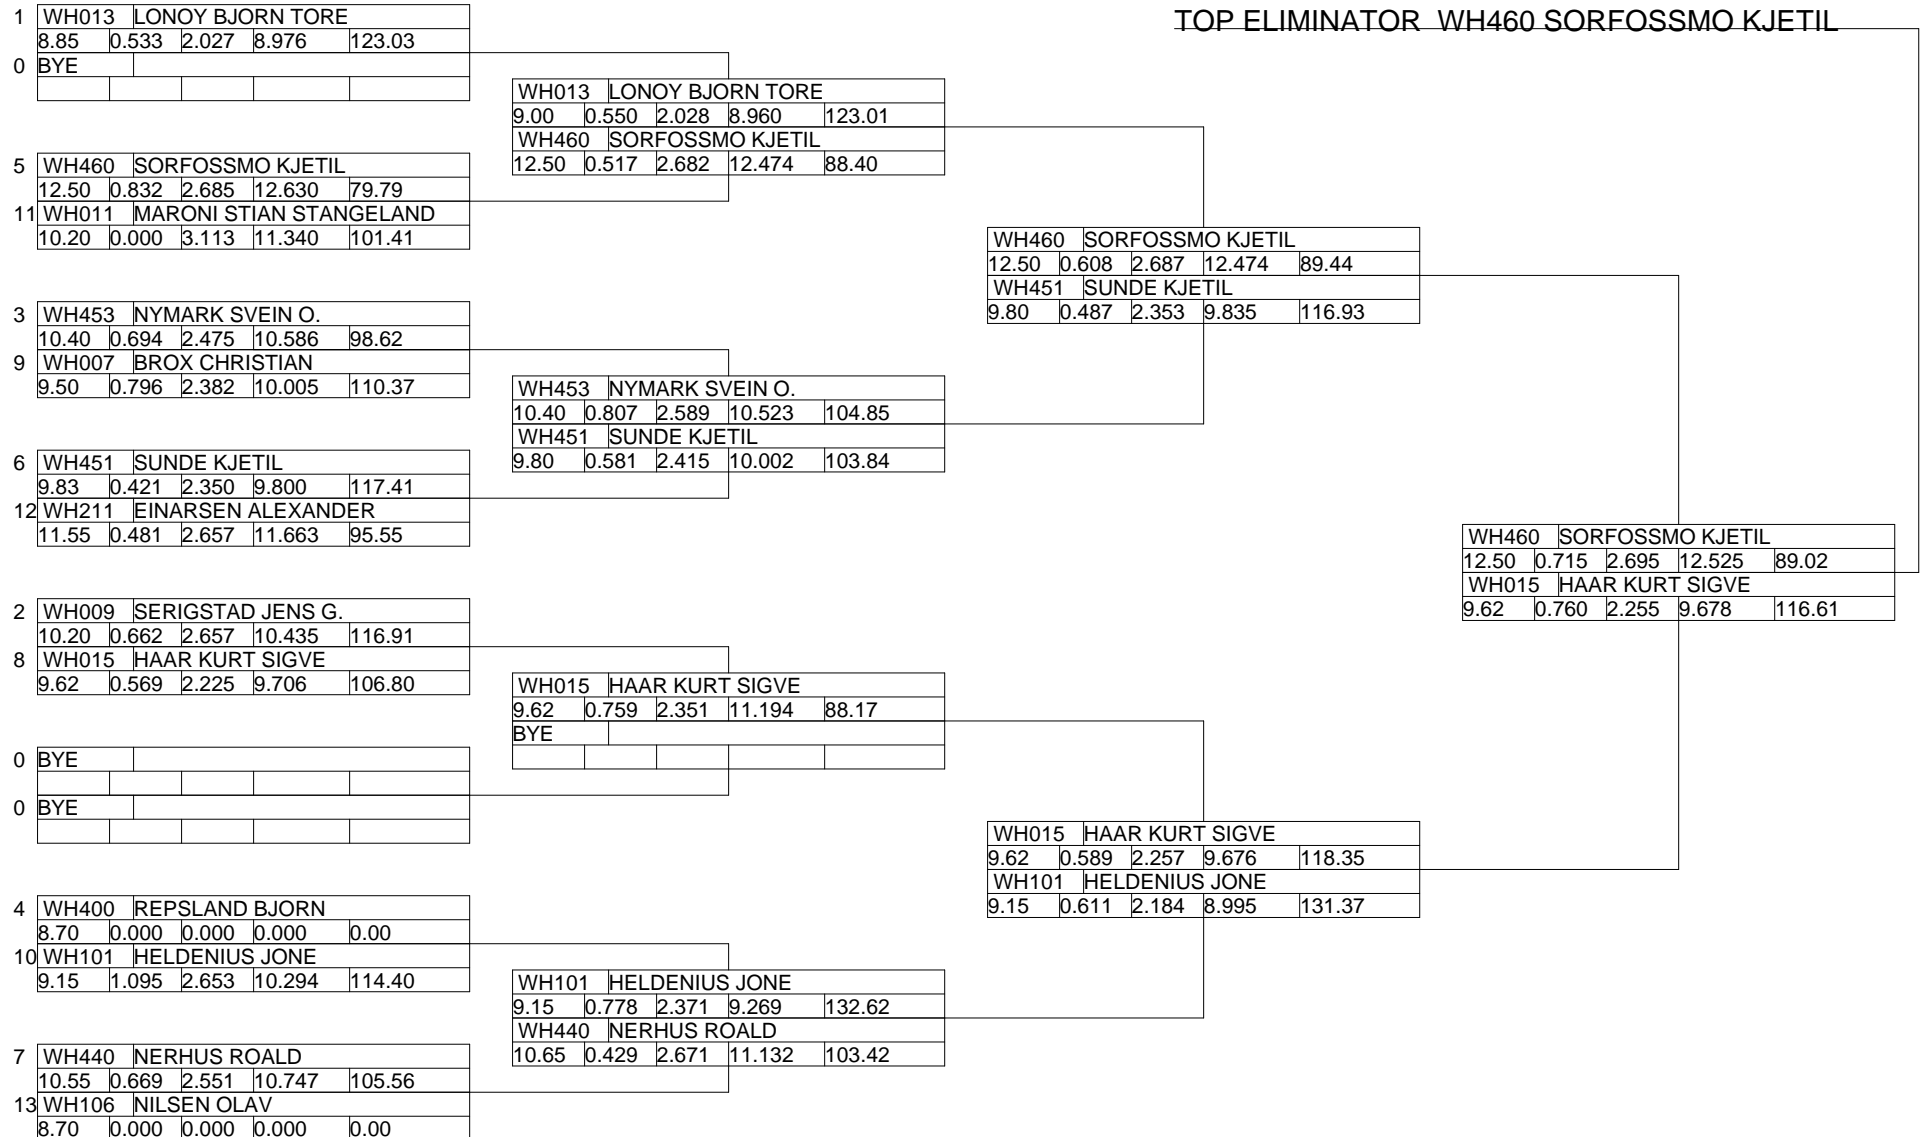 TOP ELIMINATOR WH460 SORFOSSMO KJETIL
1 WH013 LONOY BJORN TORE
8.85 0.533 2.027 8.976 123.03
0 BYE
5 WH460 SORFOSSMO KJETIL
12.50 0.832 2.685 12.630 79.79
11 WH011 MARONI STIAN STANGELAND
10.20 0.000 3.113 11.340 101.41
3 WH453 NYMARK SVEIN O.
10.40 0.694 2.475 10.586 98.62
9 WH007 BROX CHRISTIAN
9.50 0.796 2.382 10.005 110.37
6 WH451 SUNDE KJETIL
9.83 0.421 2.350 9.800 117.41
12 WH211 EINARSEN ALEXANDER
11.55 0.481 2.657 11.663 95.55
2 WH009 SERIGSTAD JENS G.
10.20 0.662 2.657 10.435 116.91
8 WH015 HAAR KURT SIGVE
9.62 0.569 2.225 9.706 106.80
0 BYE
0 BYE
4 WH400 REPSLAND BJORN
8.70 0.000 0.000 0.000 0.00
10 WH101 HELDENIUS JONE
9.15 1.095 2.653 10.294 114.40
7 WH440 NERHUS ROALD
10.55 0.669 2.551 10.747 105.56
13 WH106 NILSEN OLAV
8.70 0.000 0.000 0.000 0.00
WH013 LONOY BJORN TORE
9.00 0.550 2.028 8.960 123.01
WH460 SORFOSSMO KJETIL
12.50 0.517 2.682 12.474 88.40
WH453 NYMARK SVEIN O.
10.40 0.807 2.589 10.523 104.85
WH451 SUNDE KJETIL
9.80 0.581 2.415 10.002 103.84
WH015 HAAR KURT SIGVE
9.62 0.759 2.351 11.194 88.17
BYE
WH101 HELDENIUS JONE
9.15 0.778 2.371 9.269 132.62
WH440 NERHUS ROALD
10.65 0.429 2.671 11.132 103.42
WH460 SORFOSSMO KJETIL
12.50 0.608 2.687 12.474 89.44
WH451 SUNDE KJETIL
9.80 0.487 2.353 9.835 116.93
WH015 HAAR KURT SIGVE
9.62 0.589 2.257 9.676 118.35
WH101 HELDENIUS JONE
9.15 0.611 2.184 8.995 131.37
WH460 SORFOSSMO KJETIL
12.50 0.715 2.695 12.525 89.02
WH015 HAAR KURT SIGVE
9.62 0.760 2.255 9.678 116.61